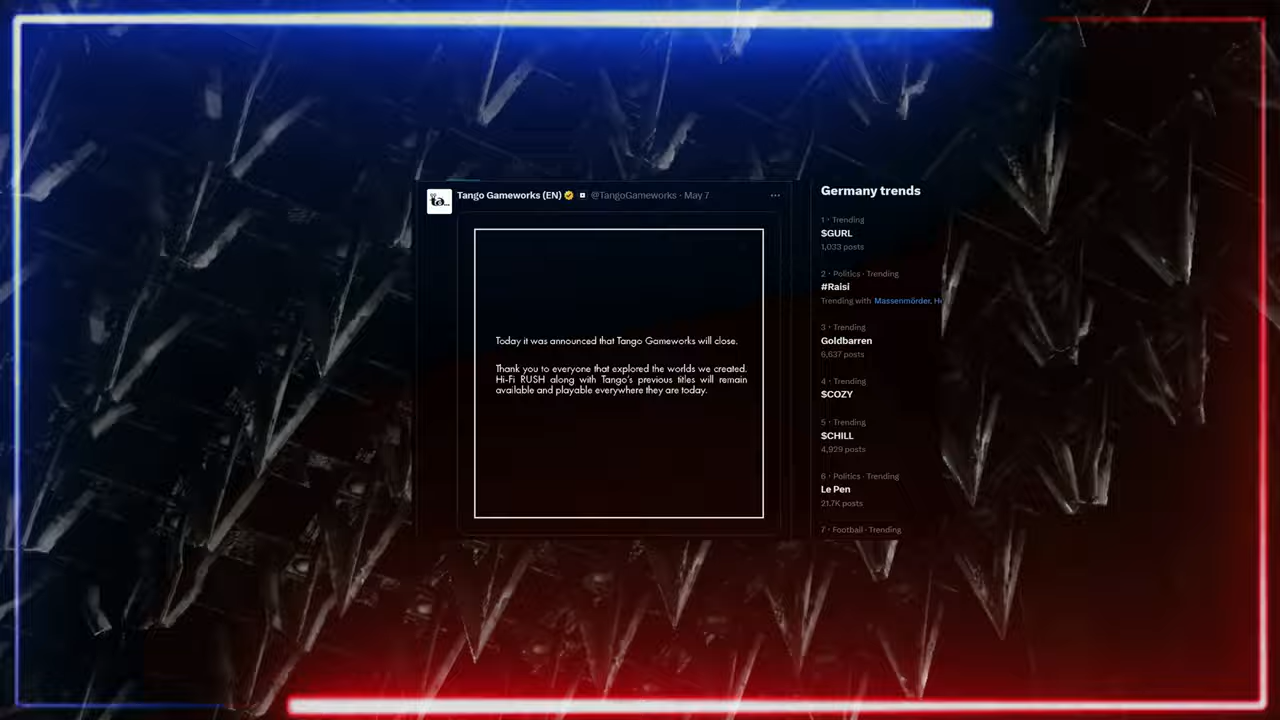 Tango Gameworks (EN) @TangoGameworks · May 7
Today it was announced that Tango Gameworks will close.
Thank you to everyone that explored the worlds we created.
Hi-Fi RUSH along with Tango's previous titles will remain
available and playable everywhere they are today.
Germany trends
1 · Trending
$GURL
1,033 posts
2 · Politics · Trending
#Raisi
Trending with Massenmörder,
3 · Trending
Goldbarren
6,637 posts
4 · Trending
$COZY
5 · Trending
$CHILL
4,929 posts
6 · Politics · Trending
Le Pen
21.7K posts
7 · Football · Trending